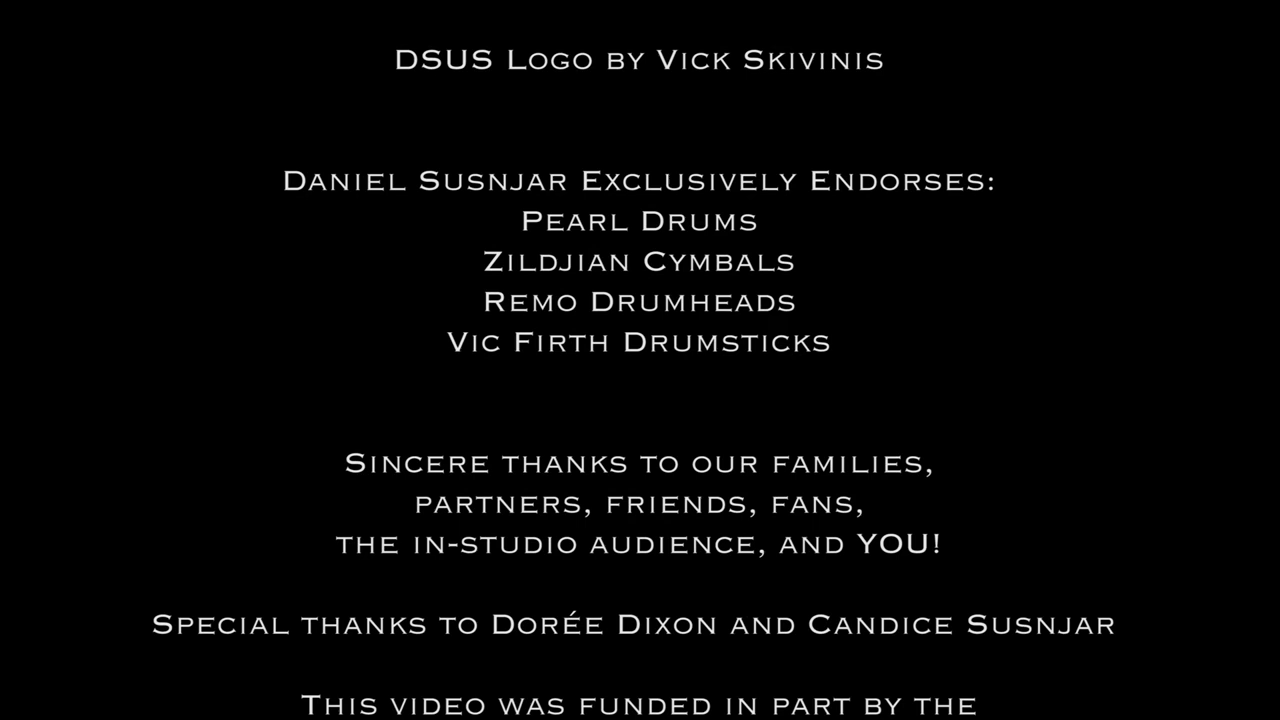 DSUS Logo by Vick Skivinis
Daniel Susnjar Exclusively Endorses:
Pearl Drums
Zildjian Cymbals
Remo Drumheads
Vic Firth Drumsticks
Sincere thanks to our families,
partners, friends, fans,
the in-studio audience, and YOU!
Special thanks to Dorée Dixon and Candice Susnjar
This video was funded in part by the